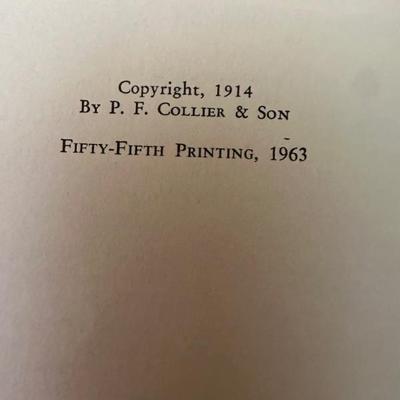 Copyright, 1914
By P. F. Collier & Son
Fifty-Fifth Printing, 1963